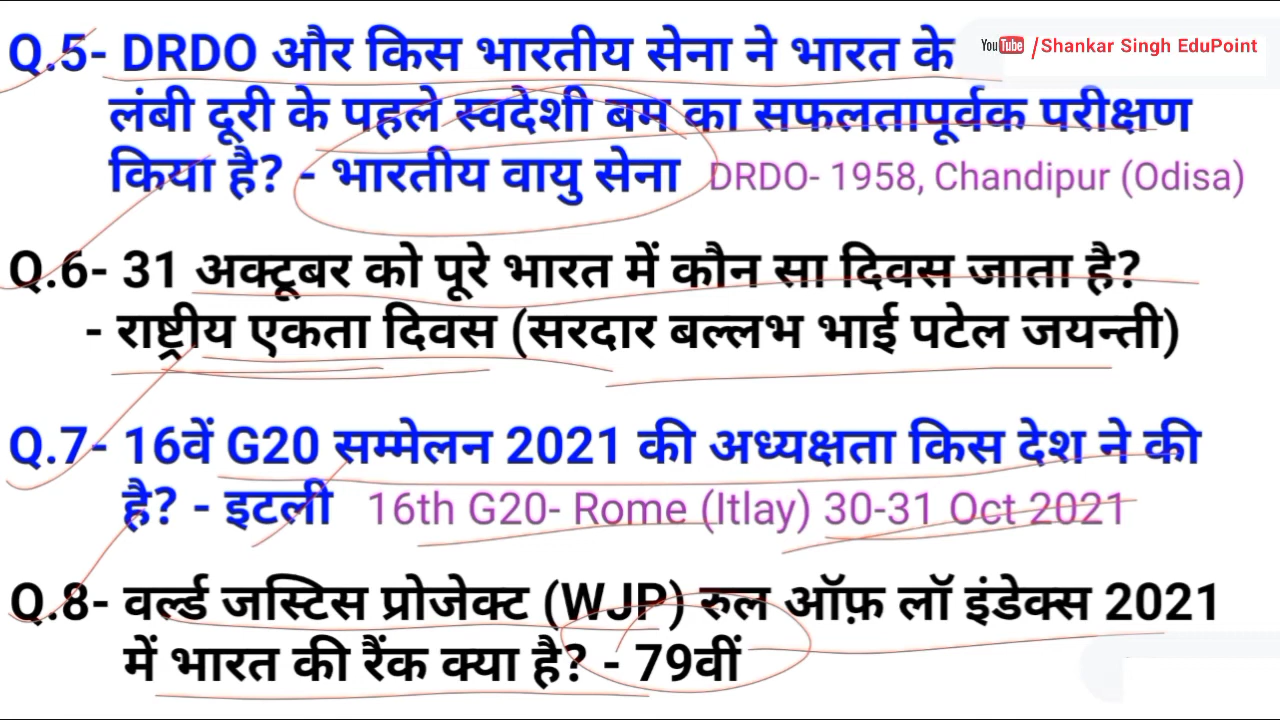 YouTube /Shankar Singh EduPoint
Q.5- DRDO और किस भारतीय सेना ने भारत के
लंबी दूरी के पहले स्वदेशी बम का सफलतापूर्वक परीक्षण
किया है? - भारतीय वायु सेना DRDO- 1958, Chandipur (Odisa)
Q.6- 31 अक्टूबर को पूरे भारत में कौन सा दिवस जाता है?
- राष्ट्रीय एकता दिवस (सरदार बल्लभ भाई पटेल जयन्ती)
Q.7- 16वें G20 सम्मेलन 2021 की अध्यक्षता किस देश ने की
है? - इटली 16th G20- Rome (Itlay) 30-31 Oct 2021
Q.8- वर्ल्ड जस्टिस प्रोजेक्ट (WJP) रुल ऑफ़ लॉ इंडेक्स 2021
में भारत की रैंक क्या है? - 79वीं